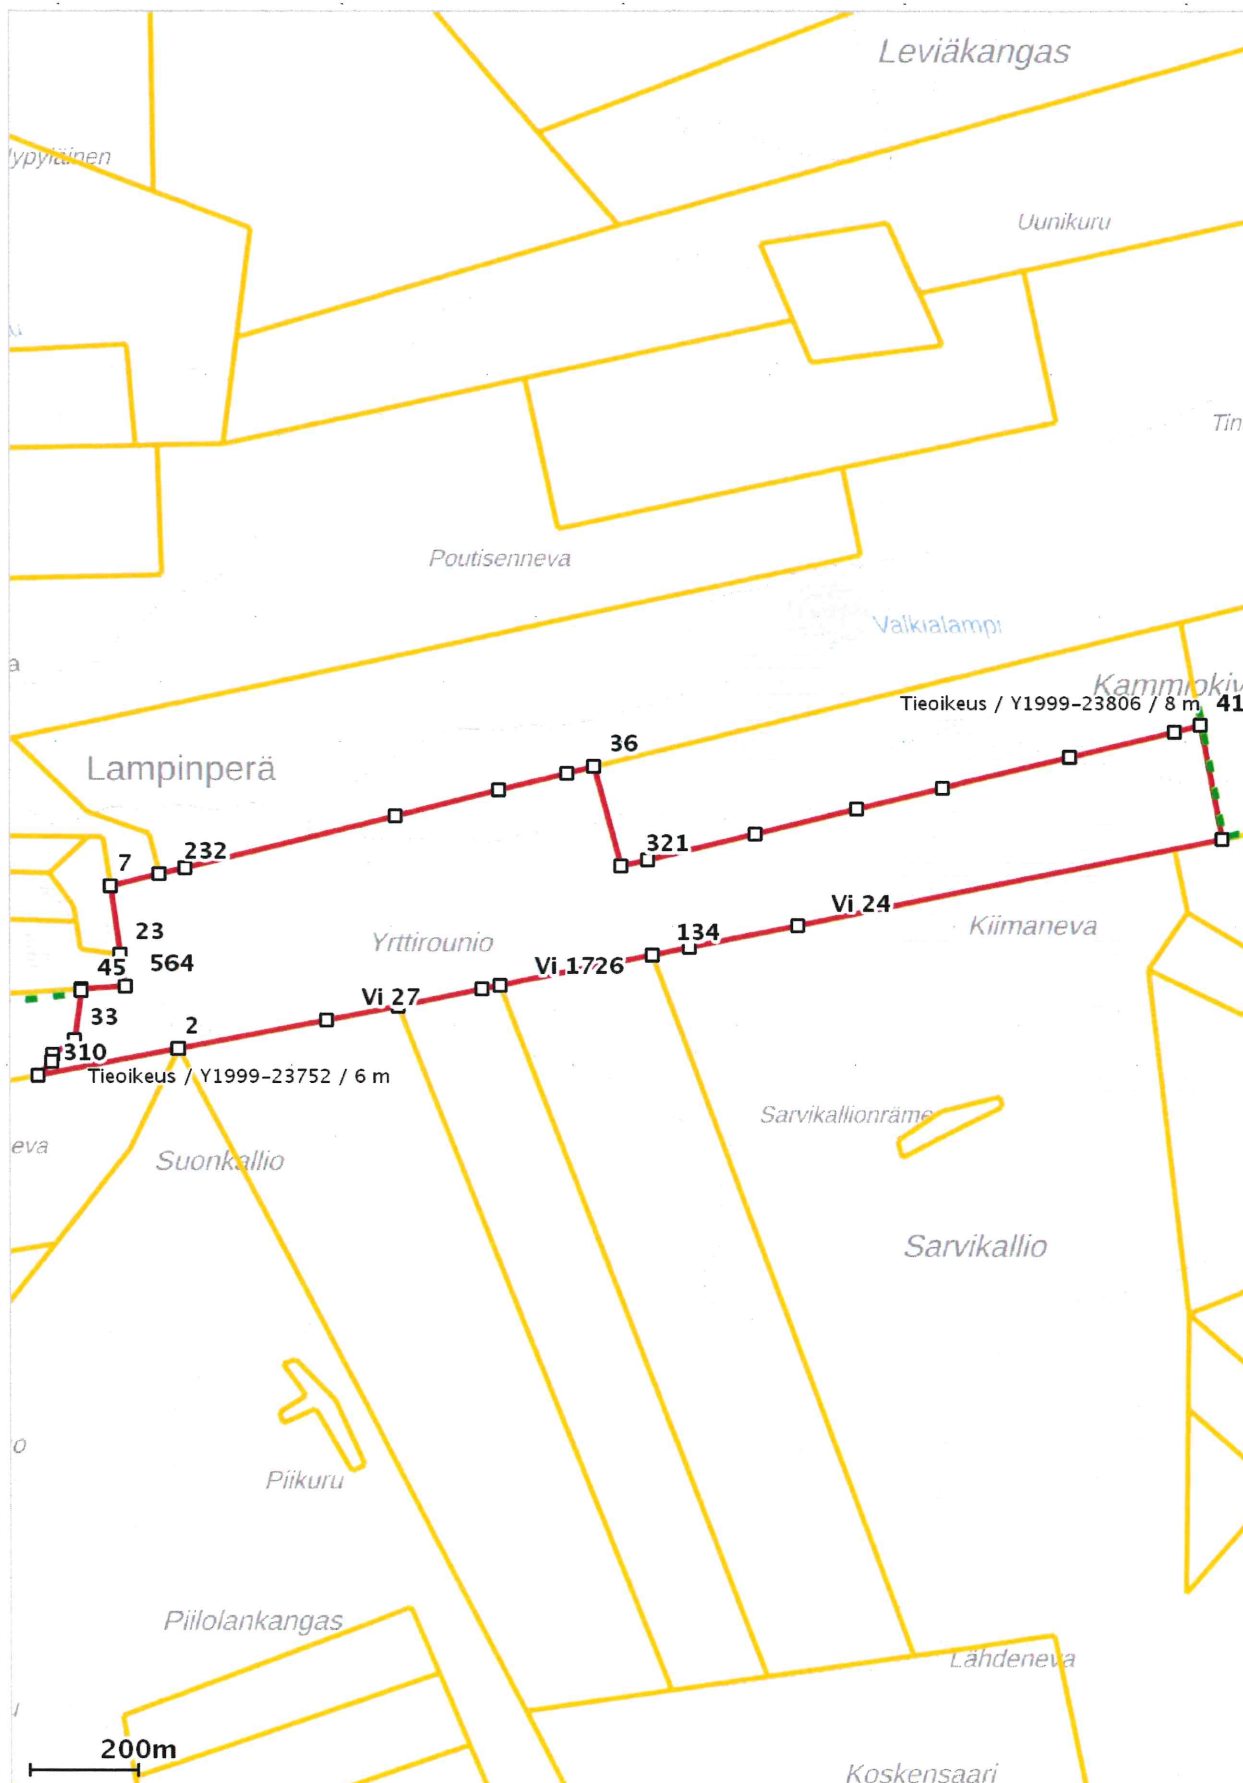 Leviäkangas
ypyläinen
Uunikuru
Tin
Poutisenneva
Valkialampi
a
Kammiokiv
Tieoikeus / Y1999-23806 / 8 m
41
36
Lampinperä
232
321
7
Vi 24
23
134
Kiimaneva
Yrttirounio
564
45
Vi 1726
Vi 27
33
2
310
Tieoikeus / Y1999-23752 / 6 m
Sarvikallionräme
eva
Suonkallio
Sarvikallio
o
Piikuru
Piilolankangas
Lähdeneva
200m
Koskensaari